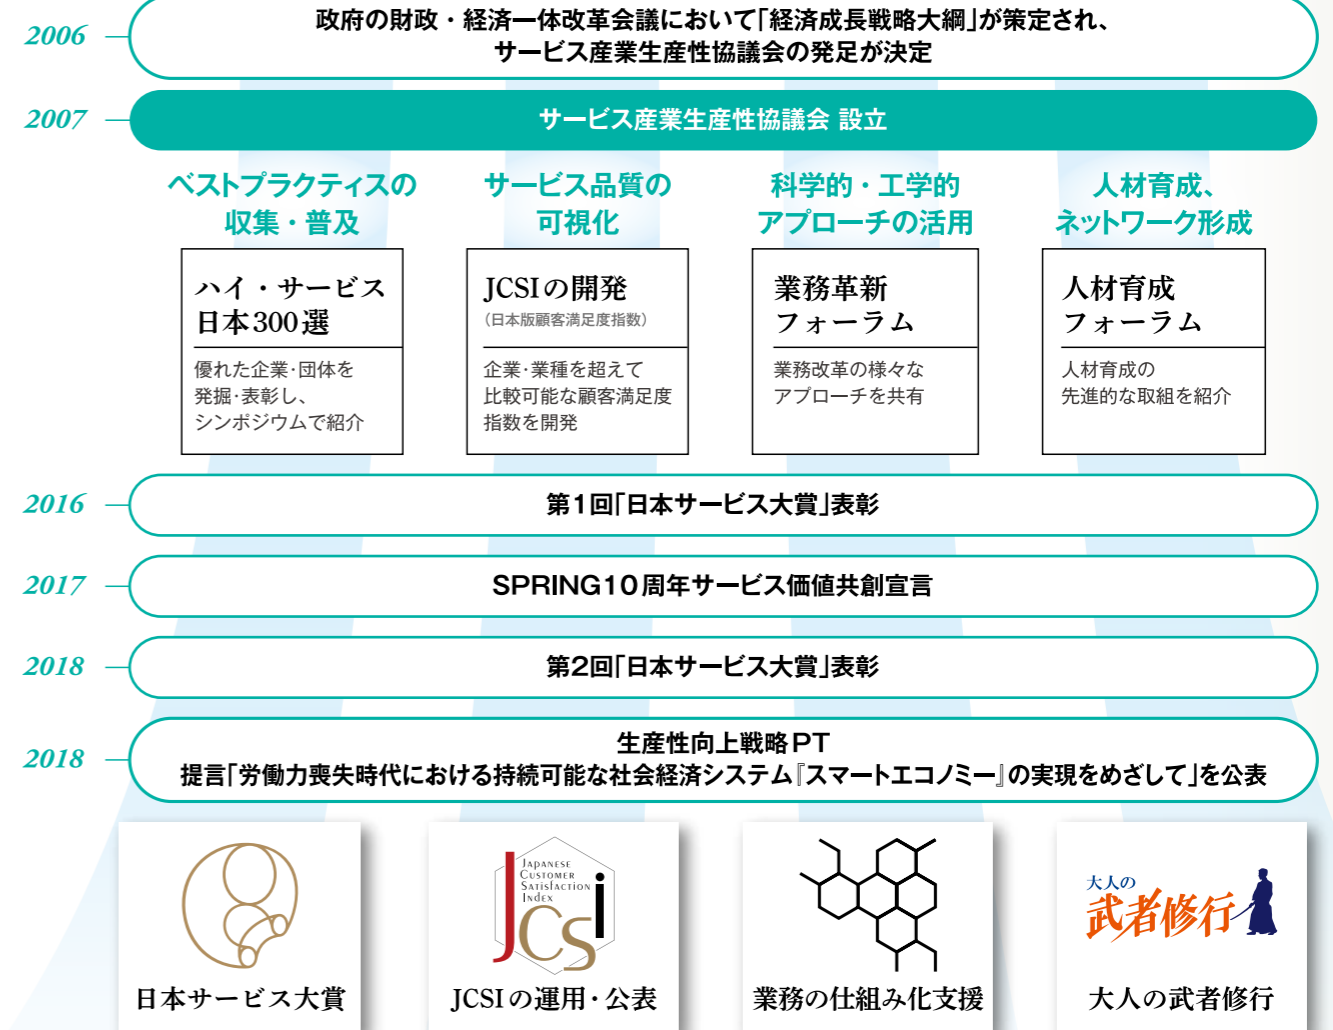 2006
政府の財政・経済一体改革会議において「経済成長戦略大綱」が策定され、
サービス産業生産性協議会の発足が決定
2007
サービス産業生産性協議会 設立
ベストプラクティスの
収集・普及
ハイ・サービス
日本300選
優れた企業・団体を
発掘・表彰し、
シンポジウムで紹介
サービス品質の
可視化
JCSIの開発
(日本版顧客満足度指数)
企業・業種を超えて
比較可能な顧客満足度
指数を開発
科学的・工学的
アプローチの活用
業務革新
フォーラム
業務改革の様々な
アプローチを共有
人材育成、
ネットワーク形成
人材育成
フォーラム
人材育成の
先進的な取組を紹介
2016
第1回「日本サービス大賞」表彰
2017
SPRING10周年サービス価値共創宣言
2018
第2回「日本サービス大賞」表彰
2018
生産性向上戦略PT
提言「労働力喪失時代における持続可能な社会経済システム『スマートエコノミー』の実現をめざして」を公表
日本サービス大賞
JAPANESE
CUSTOMER
SATISFACTION
INDEX
JCSi
JCSIの運用・公表
業務の仕組み化支援
大人の
武者修行
大人の武者修行